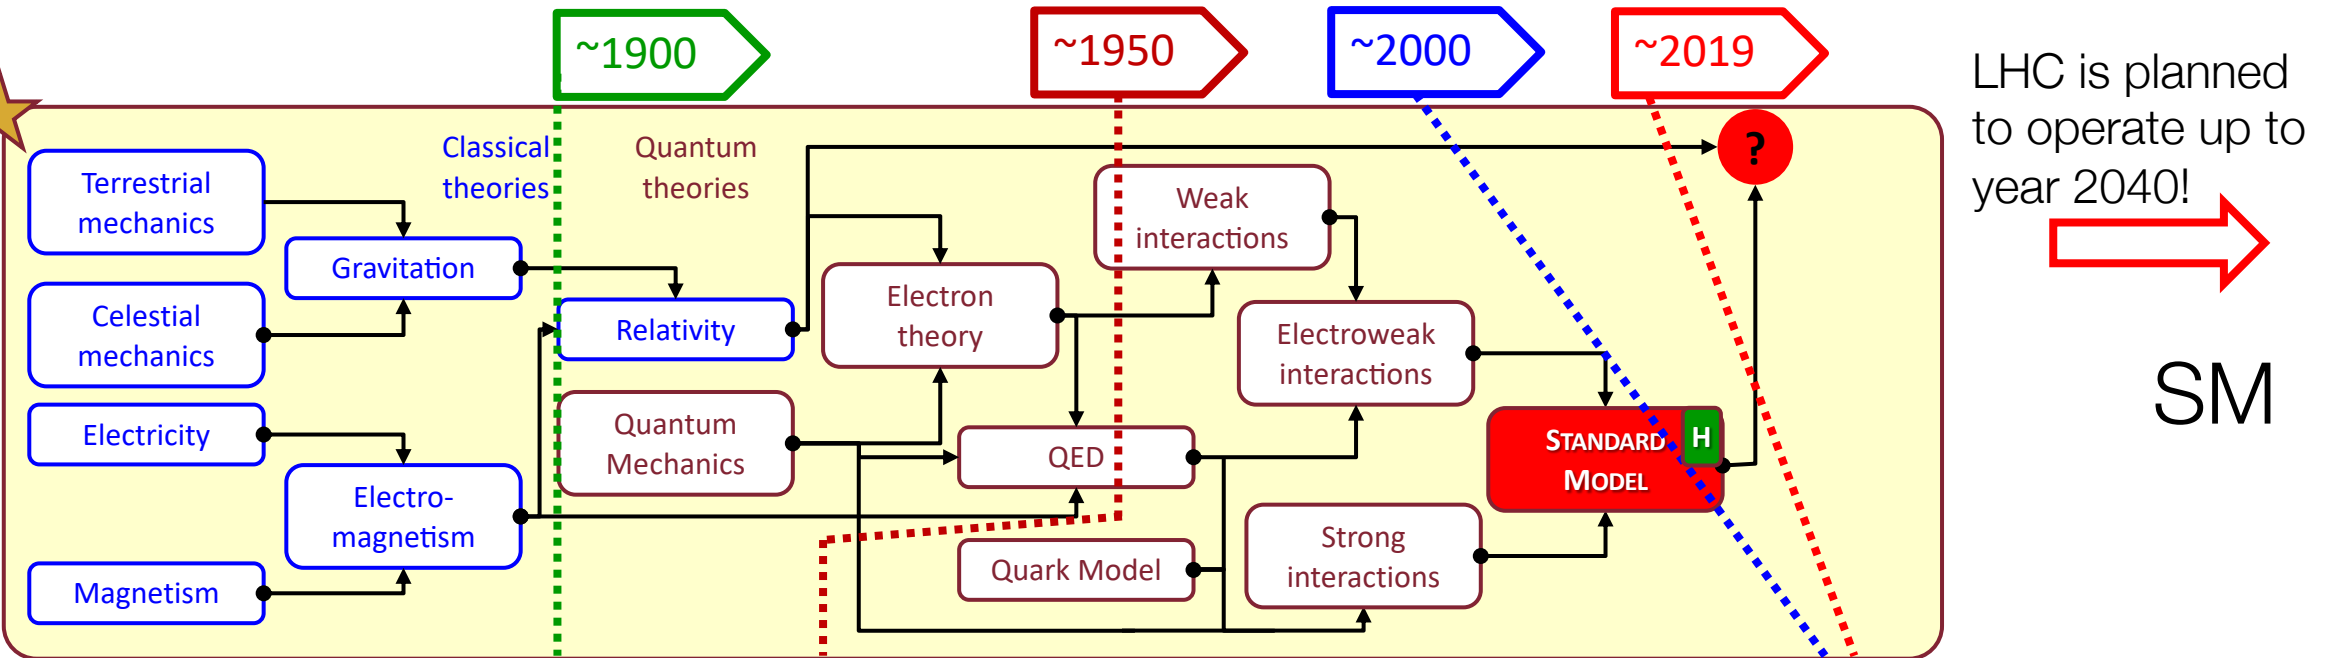 ~1900
~1950
~2000
~2019
LHC is planned
to operate up to
year 2040!
Classical
theories
Quantum
theories
?
Terrestrial
mechanics
Weak
interactions
Gravitation
Electron
theory
Celestial
mechanics
Relativity
Electroweak
interactions
SM
Electricity
Quantum
Mechanics
QED
STANDARD
MODEL
H
Electro-
magnetism
Strong
interactions
Quark Model
Magnetism